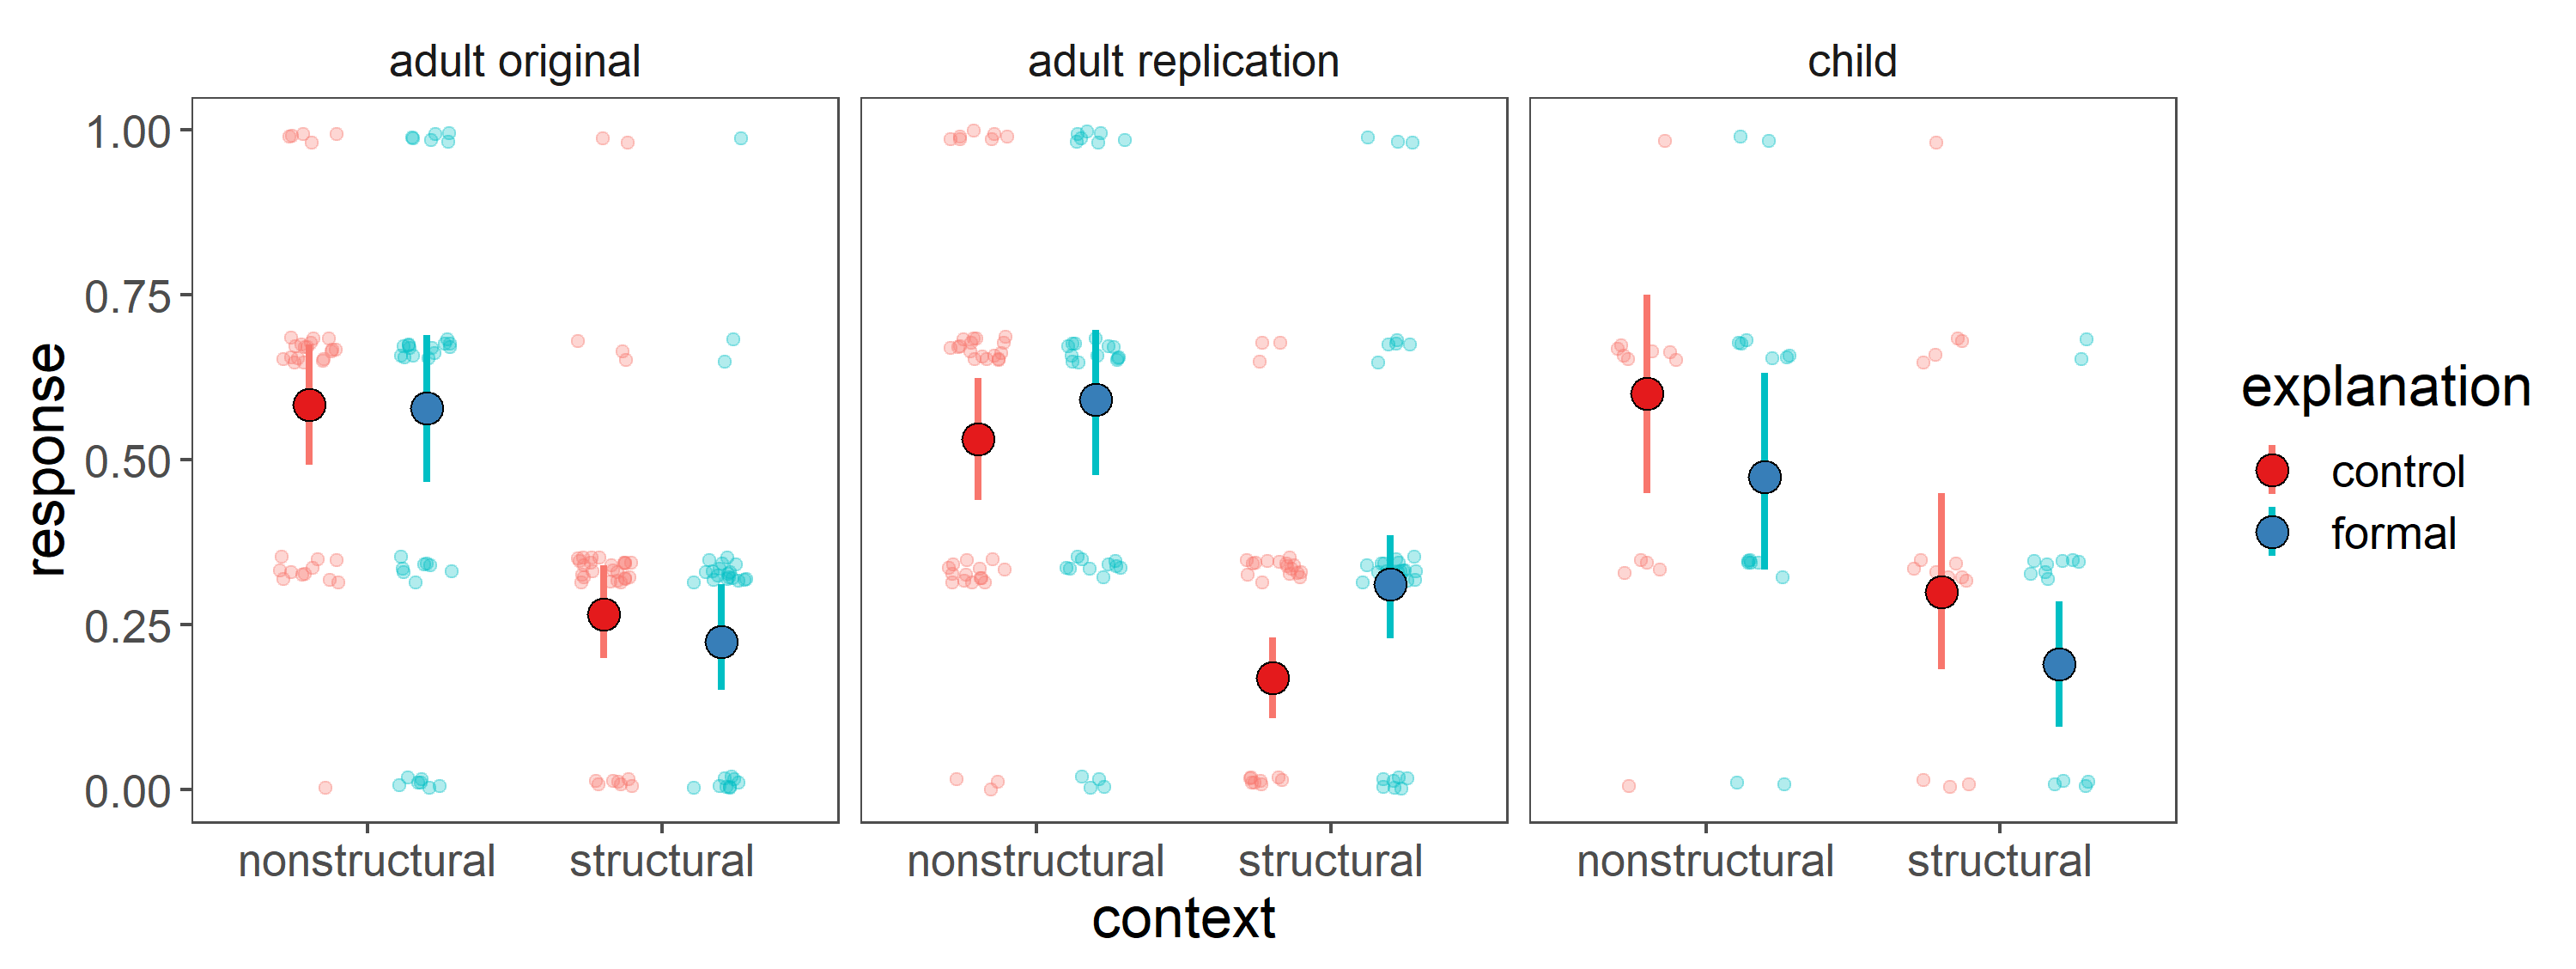 adult original
adult replication
child
1.00
0.75
0.50
0.25
0.00
response
nonstructural
structural
nonstructural
structural
nonstructural
structural
context
explanation
control
formal